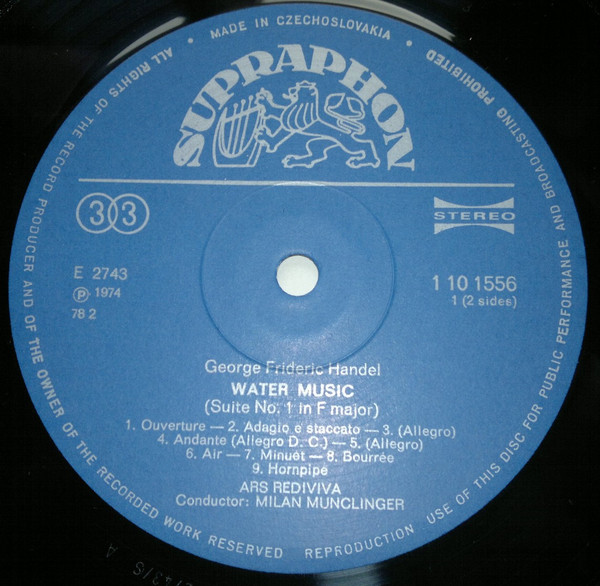 MADE IN CZECHOSLOVAKIA
ALL RIGHTS OF THE RECORD PRODUCER AND OF THE OWNER OF THE RECORDED WORK RESERVED
REPRODUCTION USE OF THIS DISC FOR PUBLIC PERFORMANCE AND BROADCASTING PROHIBITED
SUPRAPHON
33
STEREO
E 2743
℗ 1974
78 2
1 10 1556
1 (2 sides)
George Frideric Handel
WATER MUSIC
(Suite No. 1 in F major)
1. Ouverture — 2. Adagio e staccato — 3. (Allegro)
4. Andante (Allegro D. C.) — 5. (Allegro)
6. Air — 7. Minuet — 8. Bourrée
9. Hornpipe
ARS REDIVIVA
Conductor: MILAN MUNCLINGER